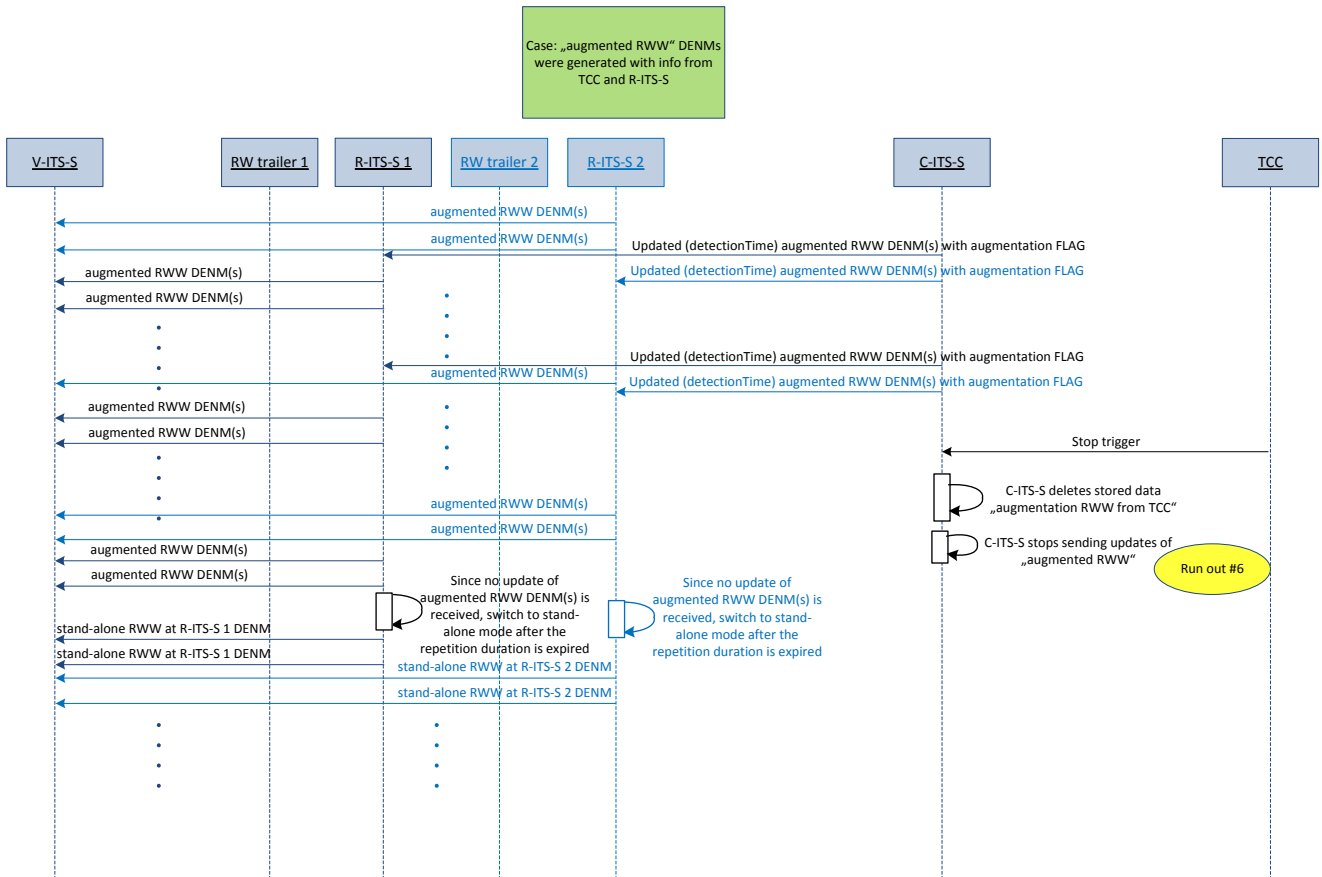 Case: „augmented RWW“ DENMs
were generated with info from
TCC and R-ITS-S
V-ITS-S
RW trailer 1
R-ITS-S 1
RW trailer 2
R-ITS-S 2
C-ITS-S
TCC
augmented RWW DENM(s)
augmented RWW DENM(s)
Updated (detectionTime) augmented RWW DENM(s) with augmentation FLAG
augmented RWW DENM(s)
Updated (detectionTime) augmented RWW DENM(s) with augmentation FLAG
augmented RWW DENM(s)
Updated (detectionTime) augmented RWW DENM(s) with augmentation FLAG
augmented RWW DENM(s)
Updated (detectionTime) augmented RWW DENM(s) with augmentation FLAG
augmented RWW DENM(s)
augmented RWW DENM(s)
Stop trigger
C-ITS-S deletes stored data
„augmentation RWW from TCC“
augmented RWW DENM(s)
augmented RWW DENM(s)
C-ITS-S stops sending updates of
„augmented RWW“
augmented RWW DENM(s)
augmented RWW DENM(s)
Run out #6
Since no update of
augmented RWW DENM(s) is
received, switch to stand-
alone mode after the
repetition duration is expired
Since no update of
augmented RWW DENM(s) is
received, switch to stand-
alone mode after the
repetition duration is expired
stand-alone RWW at R-ITS-S 1 DENM
stand-alone RWW at R-ITS-S 1 DENM
stand-alone RWW at R-ITS-S 2 DENM
stand-alone RWW at R-ITS-S 2 DENM